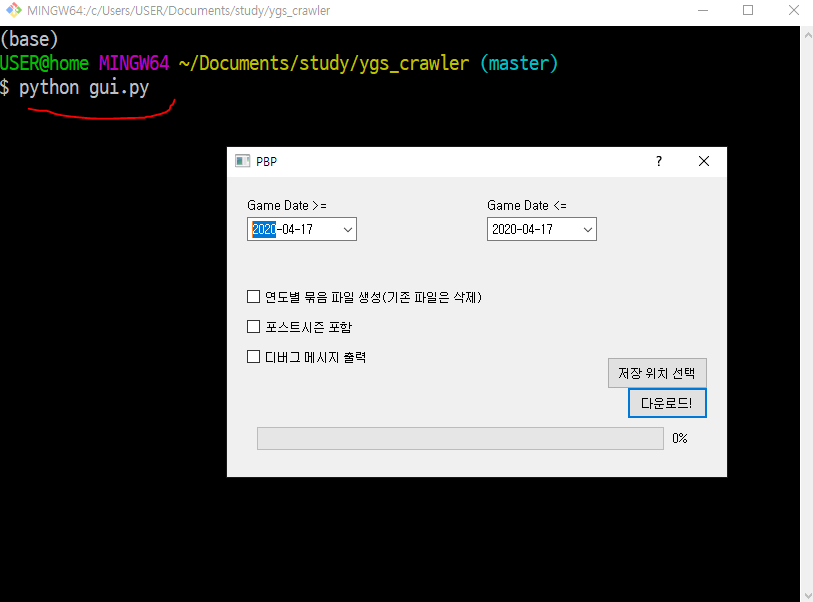 MINGW64:/c/Users/USER/Documents/study/ygs_crawler
(base)
USER@home MINGW64 ~/Documents/study/ygs_crawler (master)
$ python gui.py
PBP
Game Date >=
Game Date <=
2020-04-17
2020-04-17
연도별 묶음 파일 생성(기존 파일은 삭제)
포스트시즌 포함
디버그 메시지 출력
저장 위치 선택
다운로드!
0%